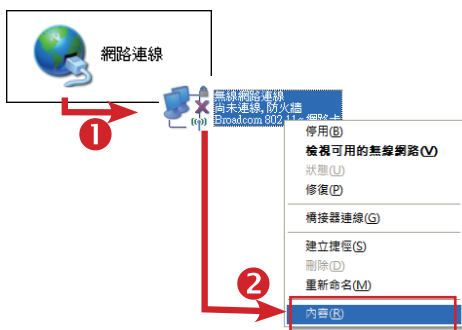 網路連線
無線網路連線
尚未連線, 防火牆
Broadcom 802.11g 網路卡
1
停用(B)
檢視可用的無線網路(V)
狀態(U)
修復(P)
橋接器連線(G)
建立捷徑(S)
刪除(D)
重新命名(M)
2
內容(R)